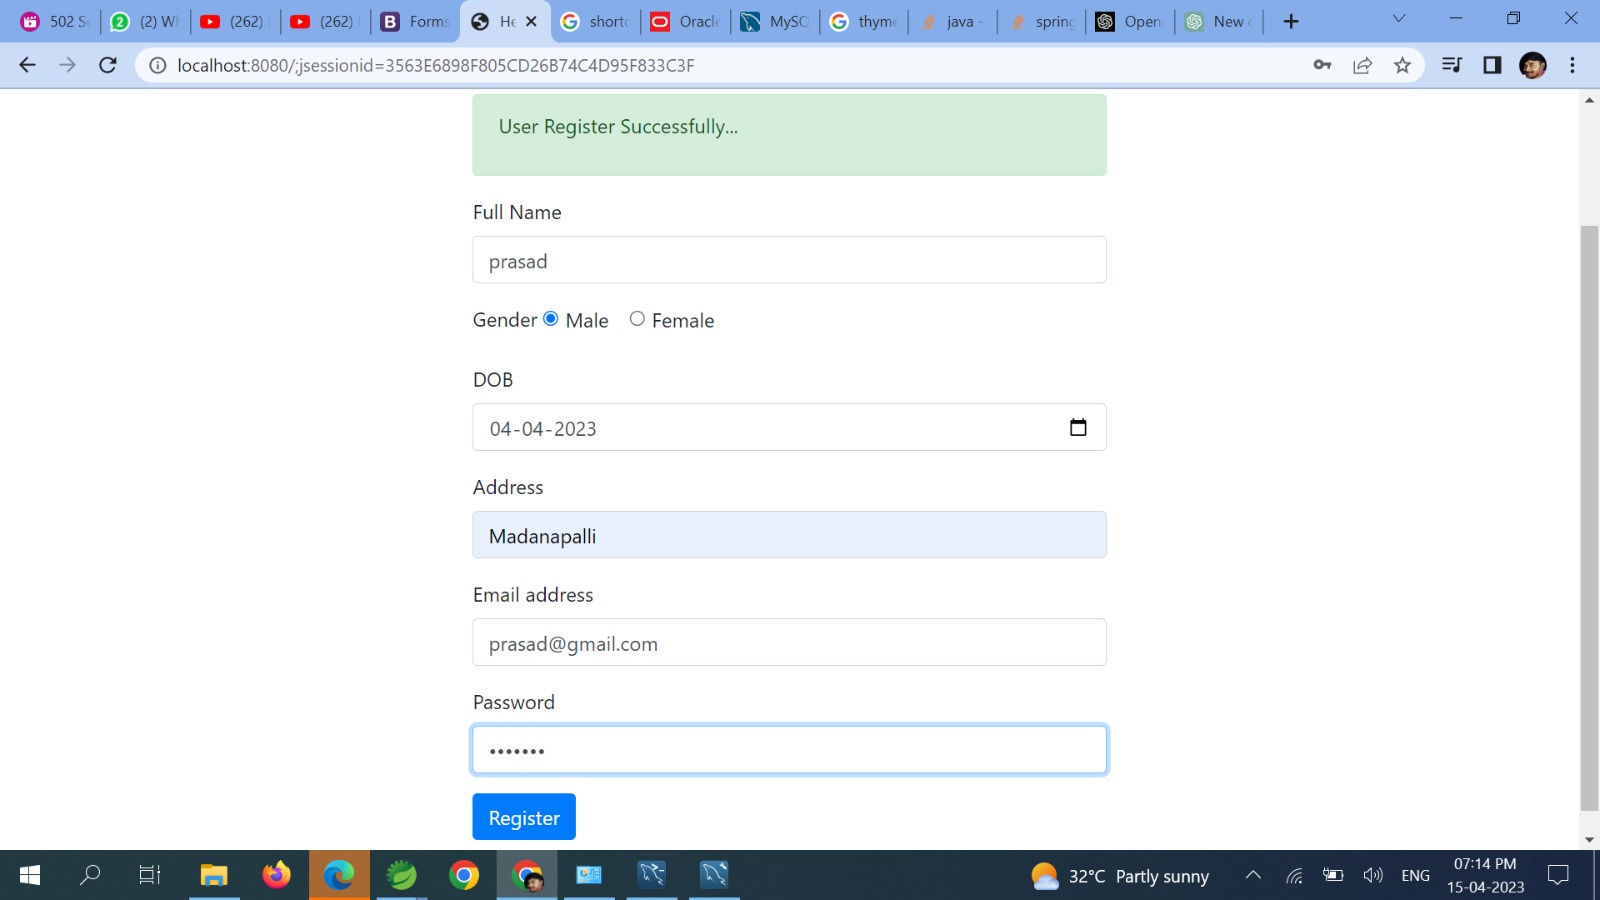 502 Se
(2) Wh
(262)
(262)
Forms
He
shortc
Oracle
MySQ
thyme
java -
spring
Open
New c
localhost:8080/;jsessionid=3563E6898F805CD26B74C4D95F833C3F
User Register Successfully...
Full Name
prasad
Gender Male Female
DOB
04-04-2023
Address
Madanapalli
Email address
prasad@gmail.com
Password
•••••••
Register
32°C Partly sunny
ENG
07:14 PM
15-04-2023